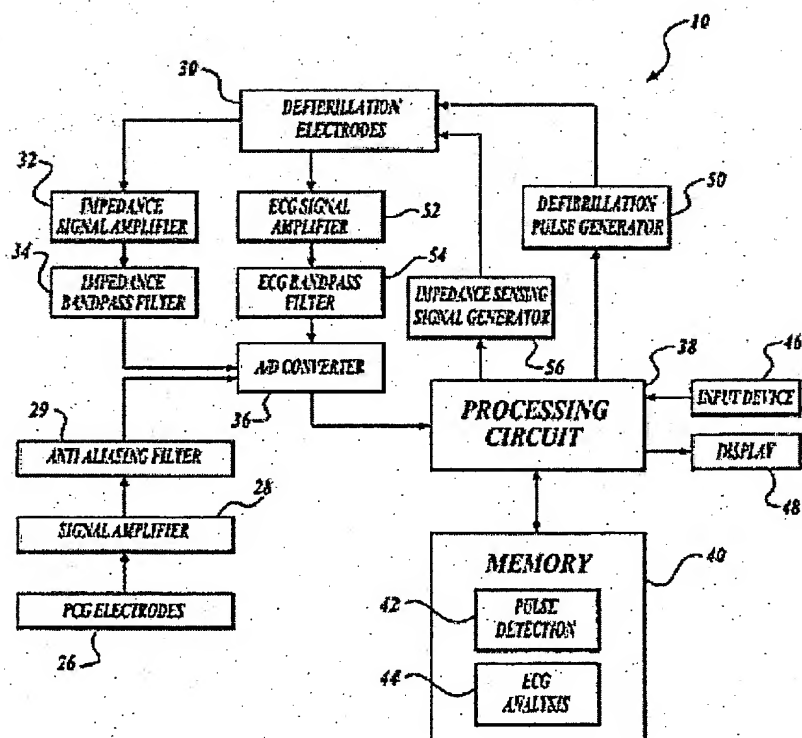 10
30
DEFIBRILLATION
ELECTRODES
32
IMPEDANCE
SIGNAL AMPLIFIER
ECG SIGNAL
AMPLIFIER
52
DEFIBRILLATION
PULSE GENERATOR
50
34
IMPEDANCE
BANDPASS FILTER
ECG BANDPASS
FILTER
54
IMPEDANCE SENSING
SIGNAL GENERATOR
56
38
46
A/D CONVERTER
36
PROCESSING
CIRCUIT
INPUT DEVICE
29
ANTI ALIASING FILTER
DISPLAY
48
28
SIGNAL AMPLIFIER
MEMORY
40
PCG ELECTRODES
26
42
PULSE
DETECTION
44
ECG
ANALYSIS